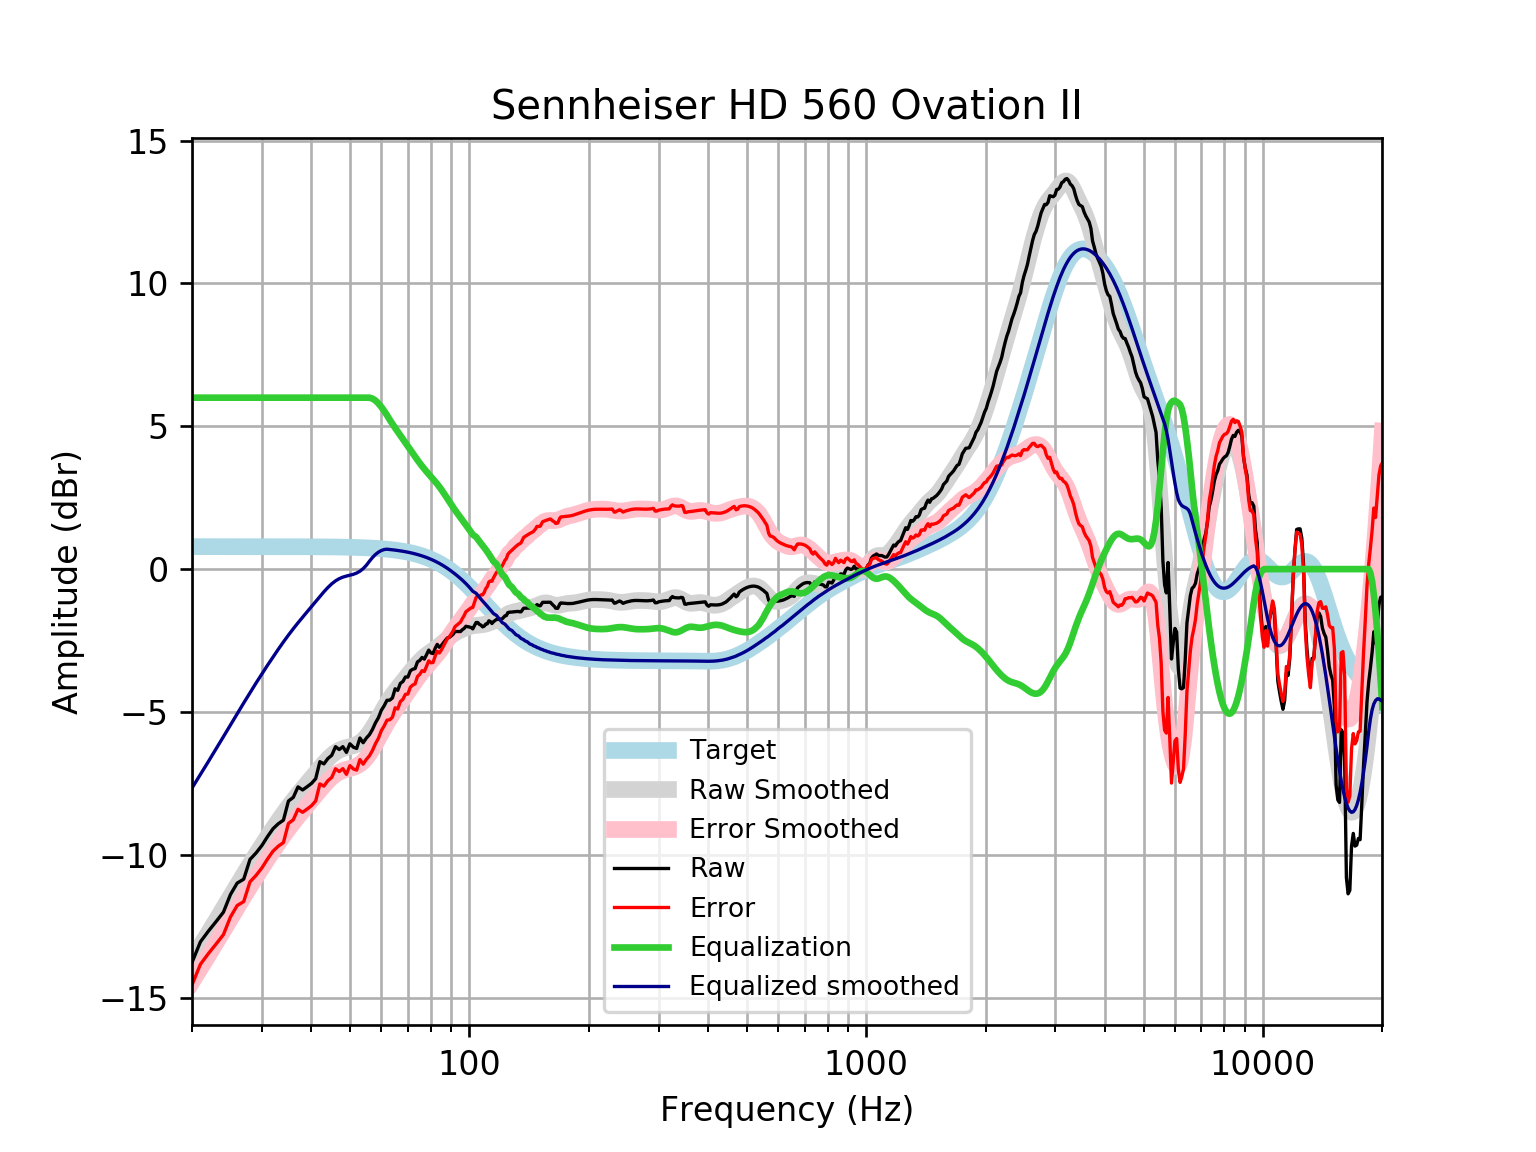 Sennheiser HD 560 Ovation II
15
10
5
0
−5
−10
−15
Amplitude (dBr)
Target
Raw Smoothed
Error Smoothed
Raw
Error
Equalization
Equalized smoothed
100 1000 10000
Frequency (Hz)